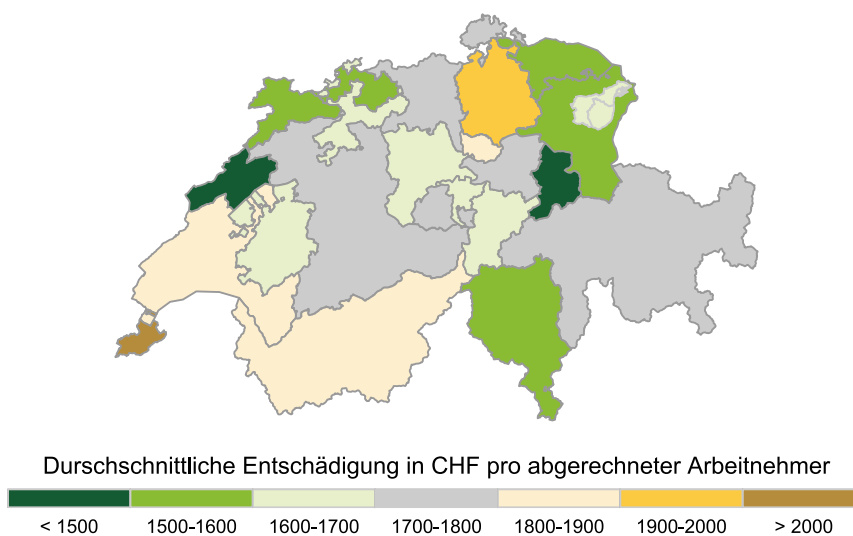 Durschschnittliche Entschädigung in CHF pro abgerechneter Arbeitnehmer
< 1500 1500-1600 1600-1700 1700-1800 1800-1900 1900-2000 > 2000